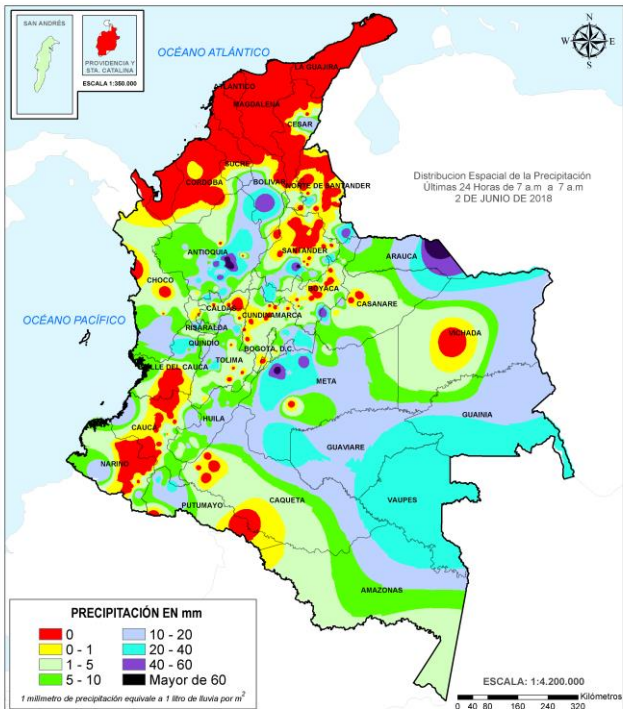 SAN ANDRÉS
PROVIDENCIA Y
STA. CATALINA
ESCALA 1:350.000
OCÉANO ATLÁNTICO
N
W
E
S
LA GUAJIRA
ATLANTICO
MAGDALENA
CESAR
SUCRE
CORDOBA
BOLIVAR
NORTE DE SANTANDER
Distribucion Espacial de la Precipitación
Últimas 24 Horas de 7 a.m a 7 a.m
2 DE JUNIO DE 2018
ANTIOQUIA
SANTANDER
ARAUCA
CHOCO
BOYACA
CASANARE
CALDAS
CUNDINAMARCA
OCÉANO PACÍFICO
RISARALDA
VICHADA
QUINDIO
BOGOTA, D.C.
TOLIMA
VALLE DEL CAUCA
META
HUILA
GUAINIA
CAUCA
GUAVIARE
NARIÑO
VAUPES
CAQUETA
PUTUMAYO
AMAZONAS
PRECIPITACIÓN EN mm
0
10 - 20
0 - 1
20 - 40
1 - 5
40 - 60
5 - 10
Mayor de 60
1 milimetro de precipitación equivale a 1 litro de lluvia por m²
ESCALA: 1:4.200.000
Kilómetros
0 40 80 160 240 320